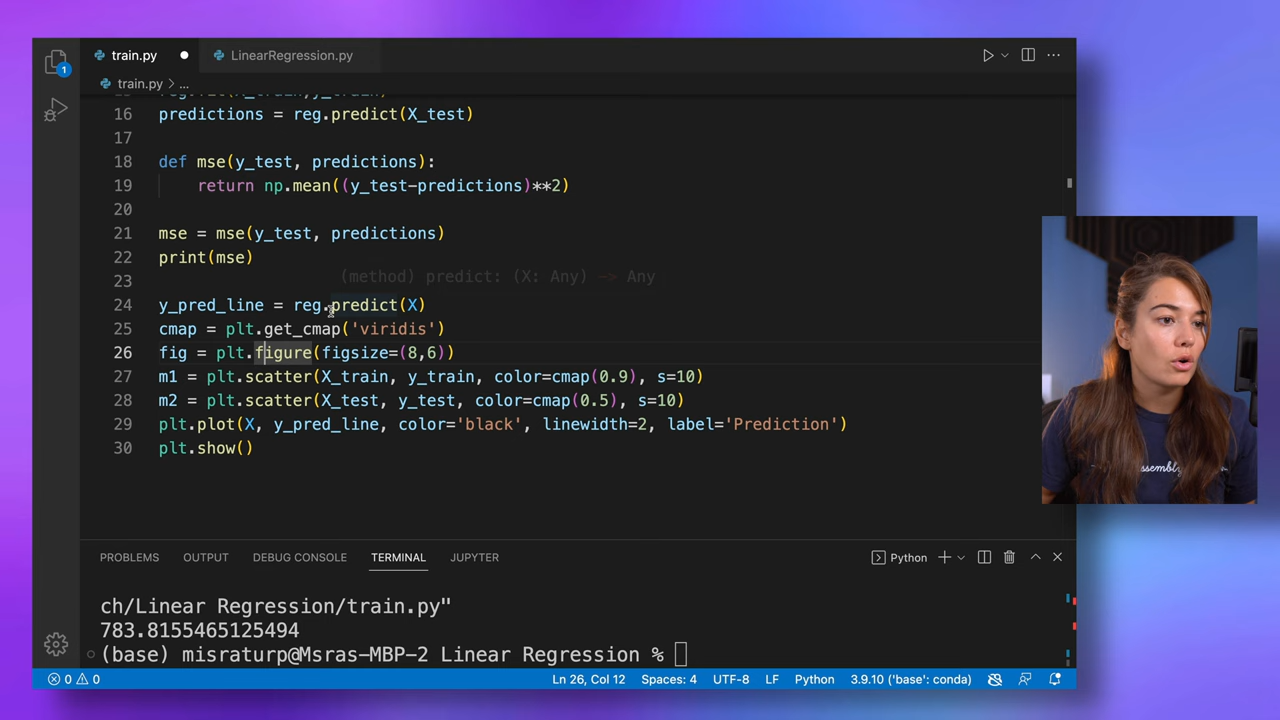 train.py
LinearRegression.py
train.py > ...
16 predictions = reg.predict(X_test)
17
18 def mse(y_test, predictions):
19 return np.mean((y_test-predictions)**2)
20
21 mse = mse(y_test, predictions)
22 print(mse)
(method) predict: (X: Any) -> Any
23
24 y_pred_line = reg.predict(X)
25 cmap = plt.get_cmap('viridis')
26 fig = plt.figure(figsize=(8,6))
27 m1 = plt.scatter(X_train, y_train, color=cmap(0.9), s=10)
28 m2 = plt.scatter(X_test, y_test, color=cmap(0.5), s=10)
29 plt.plot(X, y_pred_line, color='black', linewidth=2, label='Prediction')
30 plt.show()
1
PROBLEMS OUTPUT DEBUG CONSOLE TERMINAL JUPYTER Python
ch/Linear Regression/train.py"
783.8155465125494
(base) misraturp@Msras-MBP-2 Linear Regression %
0 0 Ln 26, Col 12 Spaces: 4 UTF-8 LF Python 3.9.10 ('base': conda)